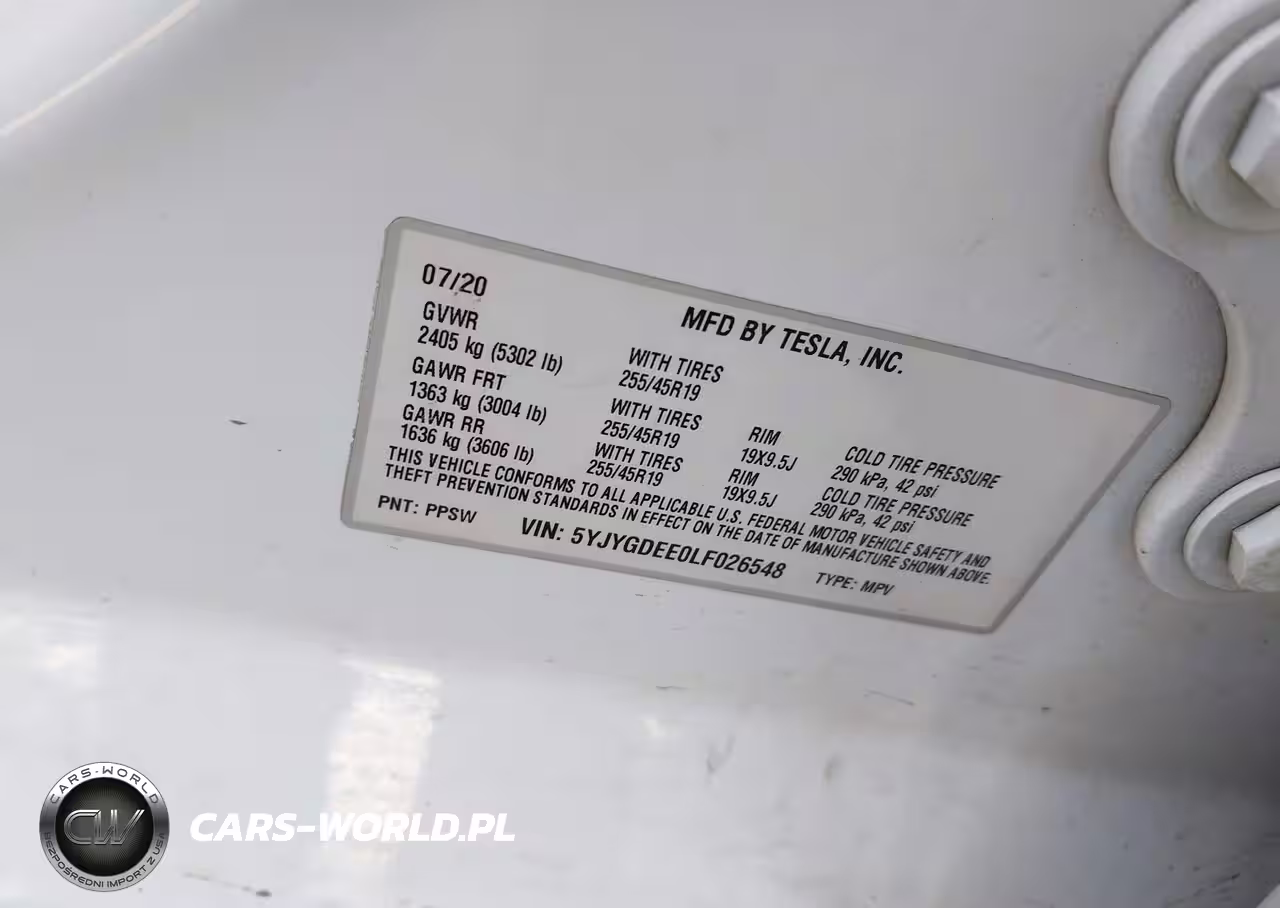 07/20
MFD BY TESLA, INC.
GVWR
2405 kg (5302 lb)
WITH TIRES
255/45R19
GAWR FRT
1363 kg (3004 lb)
WITH TIRES
255/45R19
RIM
19X9.5J
COLD TIRE PRESSURE
290 kPa, 42 psi
GAWR RR
1636 kg (3606 lb)
WITH TIRES
255/45R19
RIM
19X9.5J
COLD TIRE PRESSURE
290 kPa, 42 psi
THIS VEHICLE CONFORMS TO ALL APPLICABLE U.S. FEDERAL MOTOR VEHICLE SAFETY AND
THEFT PREVENTION STANDARDS IN EFFECT ON THE DATE OF MANUFACTURE SHOWN ABOVE.
PNT: PPSW
VIN: 5YJYGDEE0LF026548
TYPE: MPV
CARS-WORLD
CW
BEZPOŚREDNI IMPORT Z USA
CARS-WORLD.PL